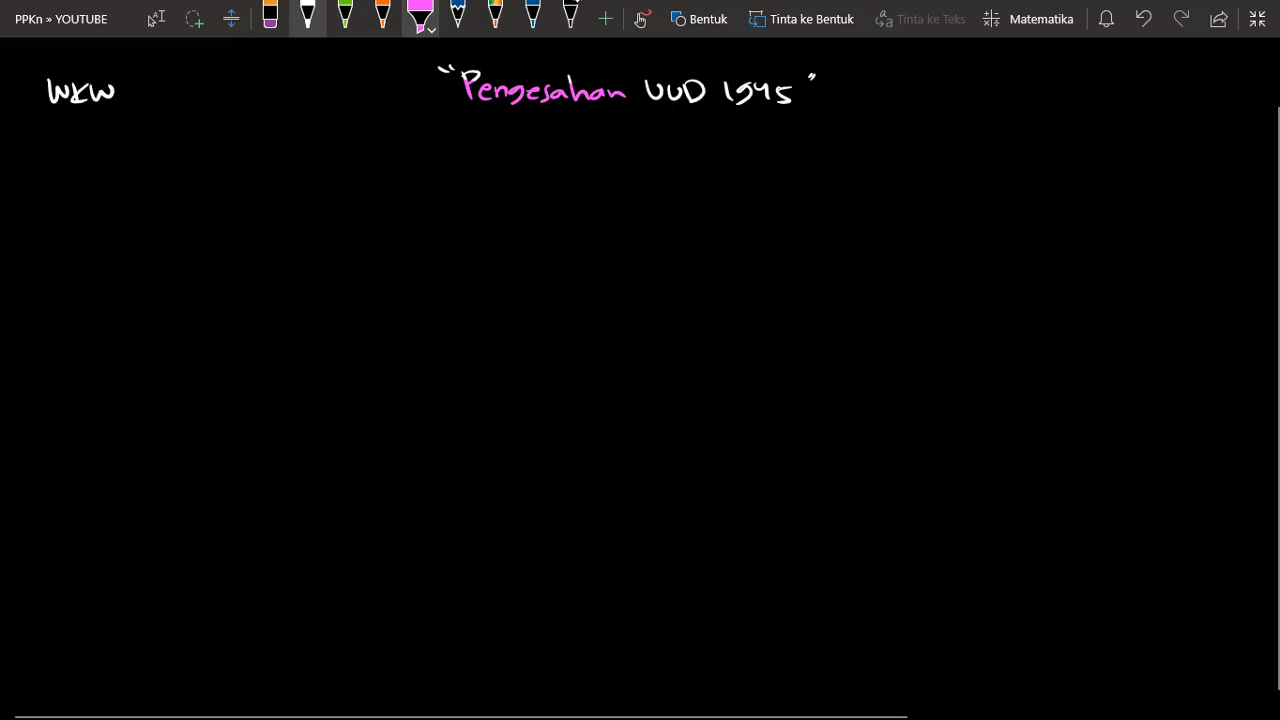 PPKn » YOUTUBE Bentuk Tinta ke Bentuk Tinta ke Teks Matematika
WKW "Pengesahan UUD 1945"